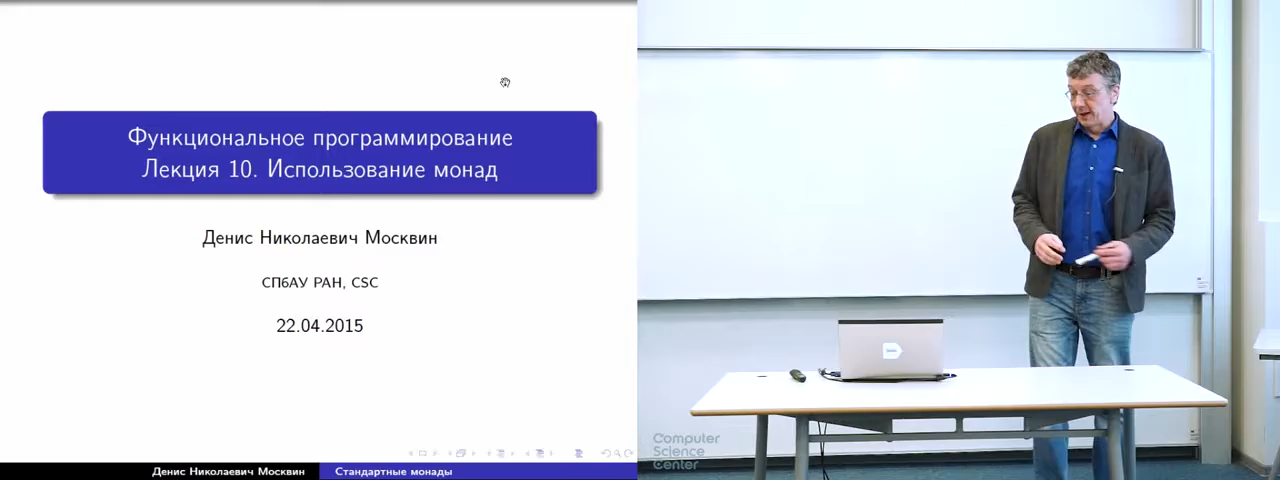 Функциональное программирование
Лекция 10. Использование монад
Денис Николаевич Москвин
СПбАУ РАН, CSC
22.04.2015
Денис Николаевич Москвин
Стандартные монады
Computer
Science
Center